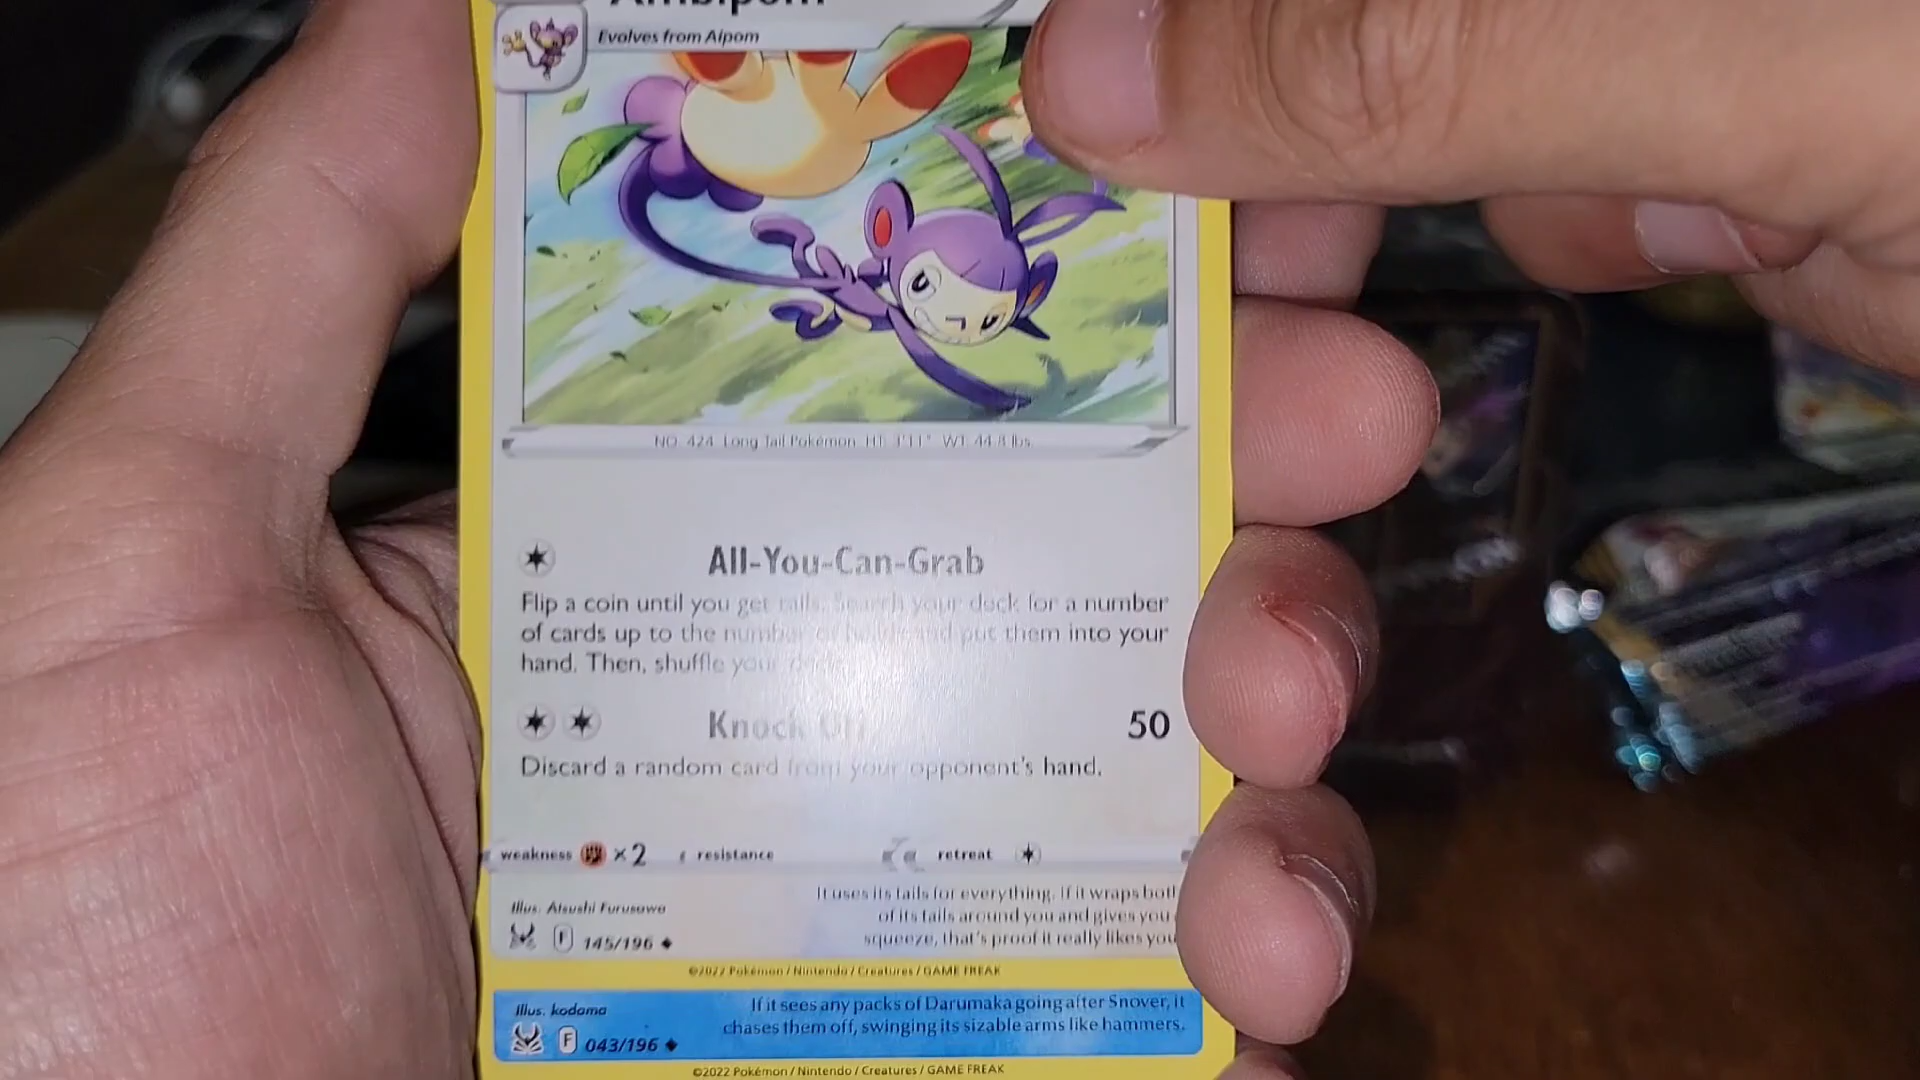 Ambipom
Evolves from Aipom
NO. 424 Long Tail Pokémon HT: 3'11" WT: 44.8 lbs.
All-You-Can-Grab
Flip a coin until you get tails. Search your deck for a number
of cards up to the number of heads and put them into your
hand. Then, shuffle your deck
Knock Off 50
Discard a random card from your opponent's hand.
weakness ×2 resistance retreat
Illus. Atsushi Furusawa
It uses its tails for everything. If it wraps both
of its tails around you and gives you
squeeze, that's proof it really likes you
F 145/196
©2022 Pokémon / Nintendo / Creatures / GAME FREAK
Illus. kodama
If it sees any packs of Darumaka going after Snover, it
chases them off, swinging its sizable arms like hammers.
F 043/196
©2022 Pokémon / Nintendo / Creatures / GAME FREAK